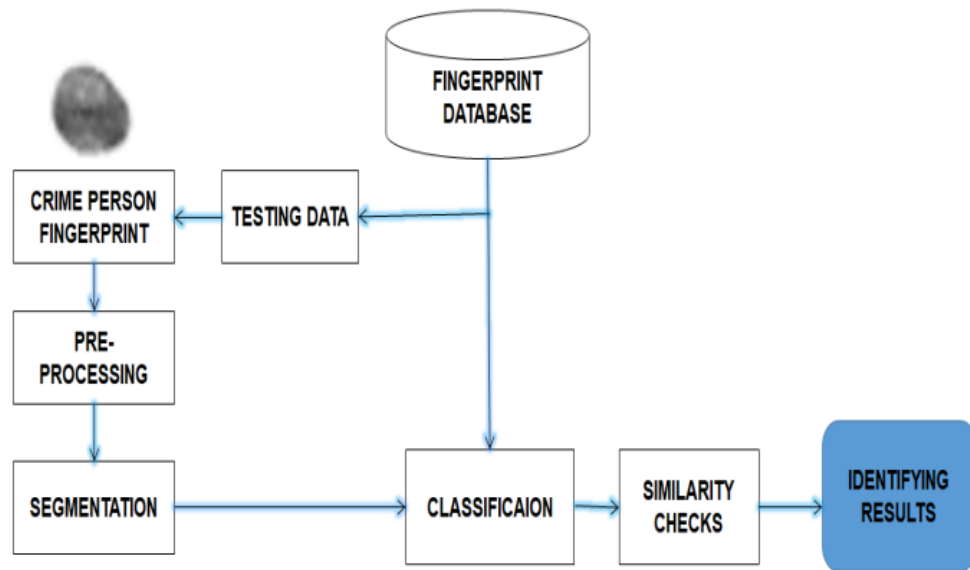 FINGERPRINT
DATABASE
CRIME PERSON
FINGERPRINT
TESTING DATA
PRE-
PROCESSING
SEGMENTATION
CLASSIFICAION
SIMILARITY
CHECKS
IDENTIFYING
RESULTS